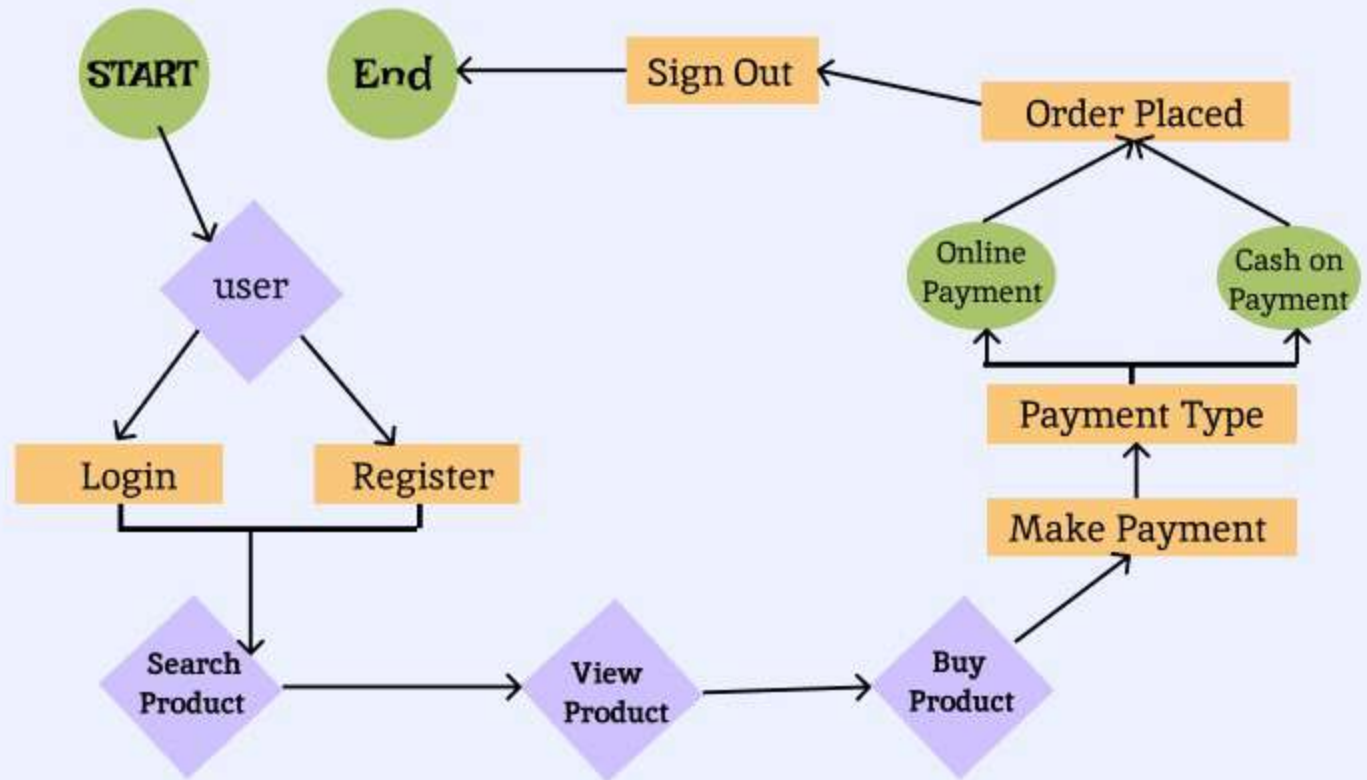 START
End
Sign Out
Order Placed
user
Online
Payment
Cash on
Payment
Login
Register
Payment Type
Make Payment
Search
Product
View
Product
Buy
Product